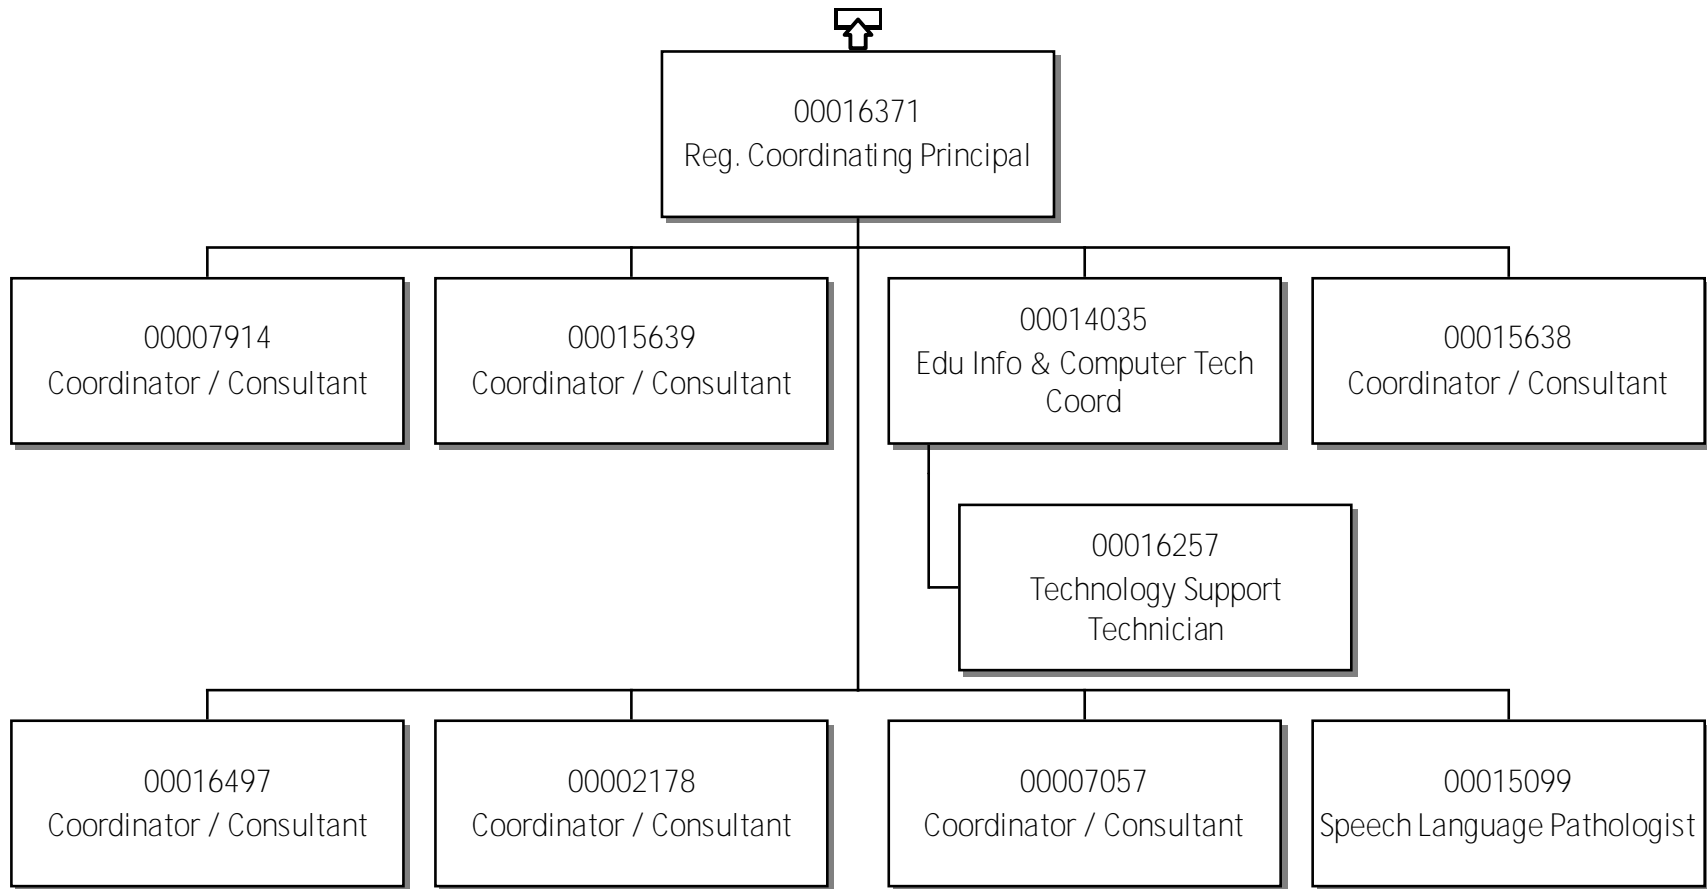 00016371
Reg. Coordinating Principal
00007914
Coordinator / Consultant
00015639
Coordinator / Consultant
00014035
Edu Info & Computer Tech
Coord
00015638
Coordinator / Consultant
00016257
Technology Support
Technician
00016497
Coordinator / Consultant
00002178
Coordinator / Consultant
00007057
Coordinator / Consultant
00015099
Speech Language Pathologist